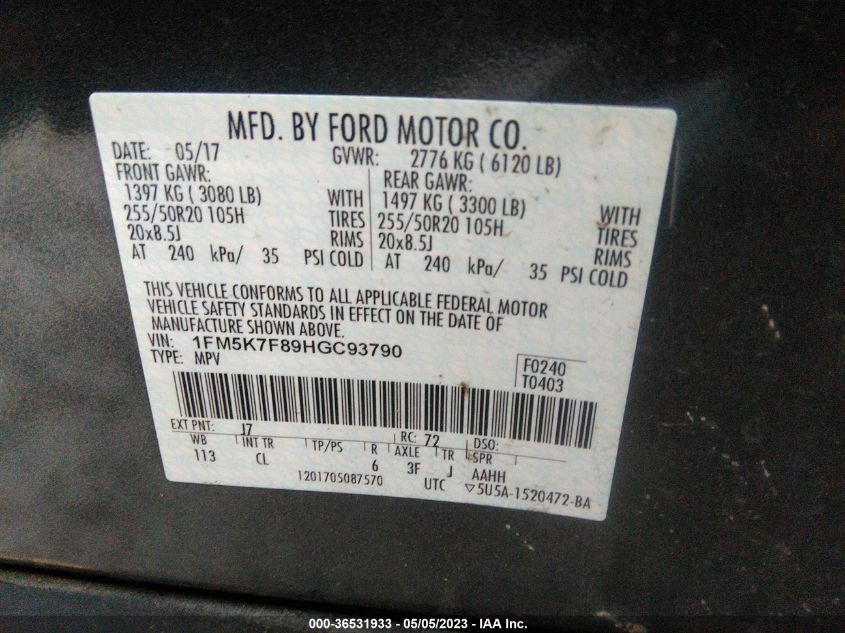 MFD. BY FORD MOTOR CO.
DATE: 05/17 GVWR: 2776 KG ( 6120 LB)
FRONT GAWR: REAR GAWR:
1397 KG ( 3080 LB) WITH 1497 KG ( 3300 LB) WITH
255/50R20 105H TIRES 255/50R20 105H TIRES
20x8.5J RIMS 20x8.5J RIMS
AT 240 kPa/ 35 PSI COLD AT 240 kPa/ 35 PSI COLD
THIS VEHICLE CONFORMS TO ALL APPLICABLE FEDERAL MOTOR
VEHICLE SAFETY STANDARDS IN EFFECT ON THE DATE OF
MANUFACTURE SHOWN ABOVE.
VIN: 1FM5K7F89HGC93790
TYPE: MPV
F0240
T0403
EXT PNT: J7 RC: 72 DSO:
WB INT TR TP/PS R AXLE TR SPR
113 CL 6 3F J AAHH
1201705087570 UTC ▽5U5A-1520472-BA
000-36531933 - 05/05/2023 - IAA Inc.